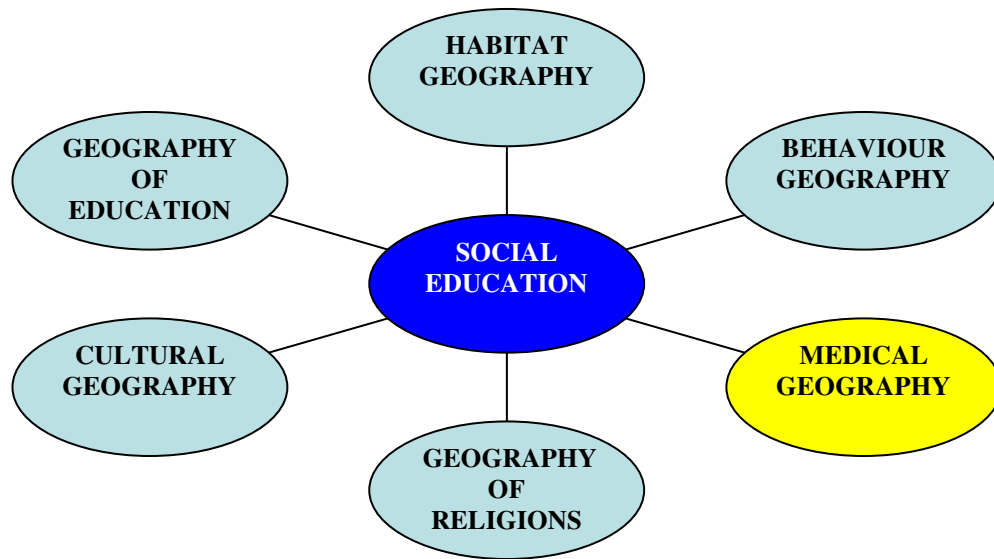 HABITAT
GEOGRAPHY
GEOGRAPHY
OF
EDUCATION
BEHAVIOUR
GEOGRAPHY
SOCIAL
EDUCATION
CULTURAL
GEOGRAPHY
MEDICAL
GEOGRAPHY
GEOGRAPHY
OF
RELIGIONS